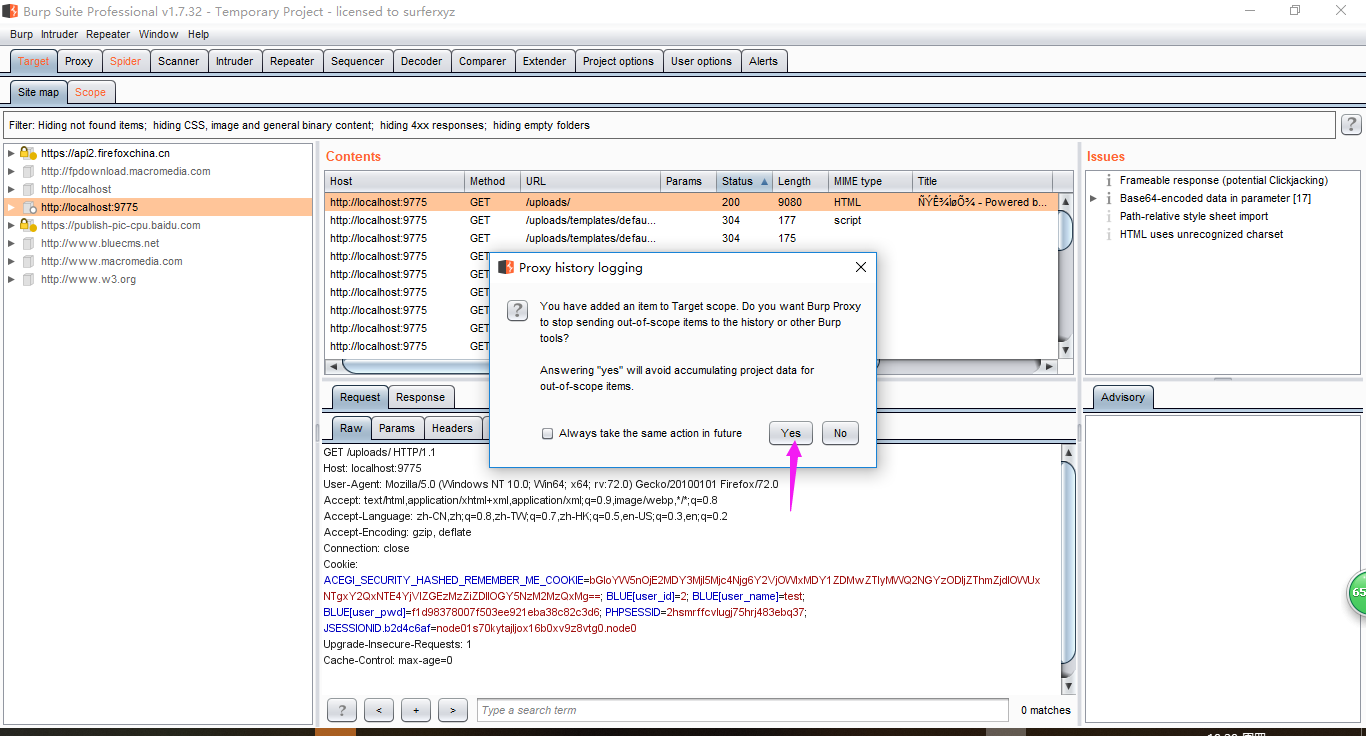 Burp Suite Professional v1.7.32 - Temporary Project - licensed to surferxyz
Burp Intruder Repeater Window Help
Target Proxy Spider Scanner Intruder Repeater Sequencer Decoder Comparer Extender Project options User options Alerts
Site map Scope
Filter: Hiding not found items; hiding CSS, image and general binary content; hiding 4xx responses; hiding empty folders
?
https://api2.firefoxchina.cn
http://fpdownload.macromedia.com
http://localhost
http://localhost:9775
https://publish-pic-cpu.baidu.com
http://www.bluecms.net
http://www.macromedia.com
http://www.w3.org
Contents
Host Method URL Params Status Length MIME type Title
http://localhost:9775 GET /uploads/ 200 9080 HTML ÑÝÊ¾ÍøÕ¾ - Powered b...
http://localhost:9775 GET /uploads/templates/defau... 304 177 script
http://localhost:9775 GET /uploads/templates/defau... 304 175
http://localhost:9775 GET
http://localhost:9775 GET
http://localhost:9775 GET
http://localhost:9775 GET
http://localhost:9775 GET
http://localhost:9775 GET
Issues
Frameable response (potential Clickjacking)
Base64-encoded data in parameter [17]
Path-relative style sheet import
HTML uses unrecognized charset
Proxy history logging
?
You have added an item to Target scope. Do you want Burp Proxy
to stop sending out-of-scope items to the history or other Burp
tools?
Answering "yes" will avoid accumulating project data for
out-of-scope items.
Always take the same action in future
Yes No
Request Response
Raw Params Headers
GET /uploads/ HTTP/1.1
Host: localhost:9775
User-Agent: Mozilla/5.0 (Windows NT 10.0; Win64; x64; rv:72.0) Gecko/20100101 Firefox/72.0
Accept: text/html,application/xhtml+xml,application/xml;q=0.9,image/webp,*/*;q=0.8
Accept-Language: zh-CN,zh;q=0.8,zh-TW;q=0.7,zh-HK;q=0.5,en-US;q=0.3,en;q=0.2
Accept-Encoding: gzip, deflate
Connection: close
Cookie:
BLUE[user_id]=2; BLUE[user_name]=test;
BLUE[user_pwd]=f1d98378007f503ee921eba38c82c3d6; PHPSESSID=2hsmrffcvlugj75hrj483ebq37;
JSESSIONID.b2d4c6af=node01s70kytajljox16b0xv9z8vtg0.node0
Upgrade-Insecure-Requests: 1
Cache-Control: max-age=0
? < + > Type a search term 0 matches
Advisory
65